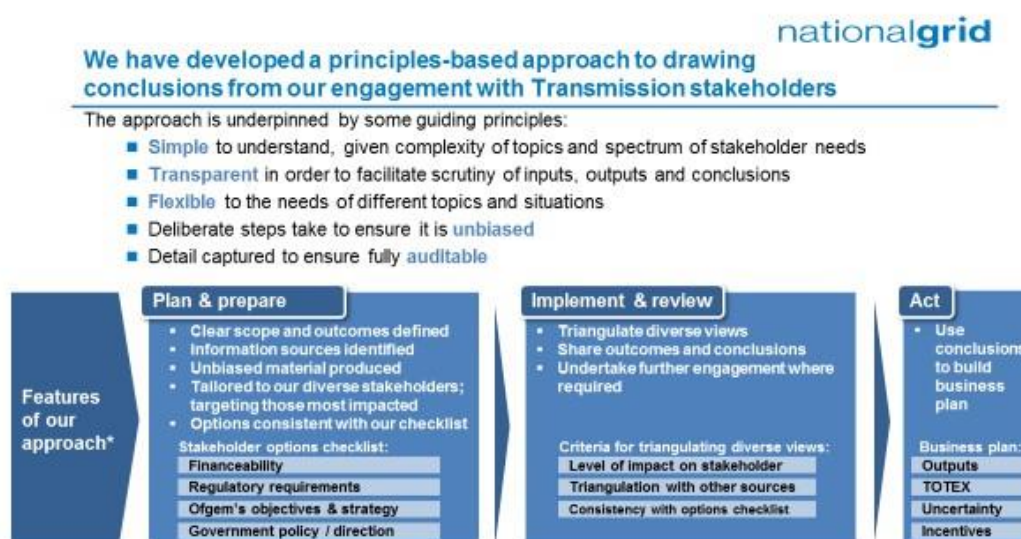 nationalgrid
We have developed a principles-based approach to drawing
conclusions from our engagement with Transmission stakeholders
The approach is underpinned by some guiding principles:
Simple to understand, given complexity of topics and spectrum of stakeholder needs
Transparent in order to facilitate scrutiny of inputs, outputs and conclusions
Flexible to the needs of different topics and situations
Deliberate steps take to ensure it is unbiased
Detail captured to ensure fully auditable
Features
of our
approach*
Plan & prepare
Clear scope and outcomes defined
Information sources identified
Unbiased material produced
Tailored to our diverse stakeholders;
targeting those most impacted
Options consistent with our checklist
Stakeholder options checklist:
Financeability
Regulatory requirements
Ofgem's objectives & strategy
Government policy / direction
Implement & review
Triangulate diverse views
Share outcomes and conclusions
Undertake further engagement where
required
Criteria for triangulating diverse views:
Level of impact on stakeholder
Triangulation with other sources
Consistency with options checklist
Act
Use
conclusions
to build
business
plan
Business plan:
Outputs
TOTEX
Uncertainty
Incentives